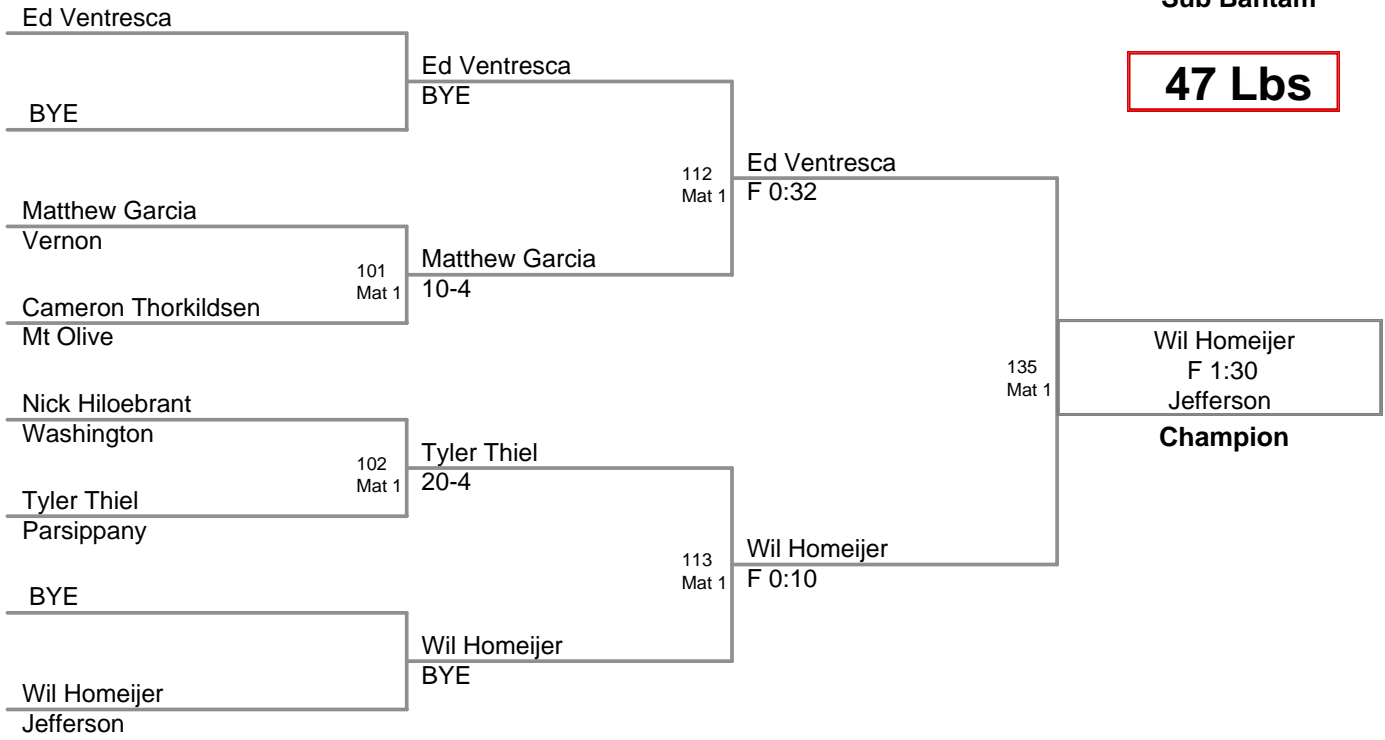 Sub Bantam
47 Lbs
Ed Ventresca
BYE
Ed Ventresca
BYE
Matthew Garcia
Vernon
Cameron Thorkildsen
Mt Olive
101
Mat 1
Matthew Garcia
10-4
112
Mat 1
Ed Ventresca
F 0:32
Nick Hiloebrant
Washington
Tyler Thiel
Parsippany
102
Mat 1
Tyler Thiel
20-4
BYE
Wil Homeijer
Jefferson
Wil Homeijer
BYE
113
Mat 1
Wil Homeijer
F 0:10
135
Mat 1
Wil Homeijer
F 1:30
Jefferson
Champion